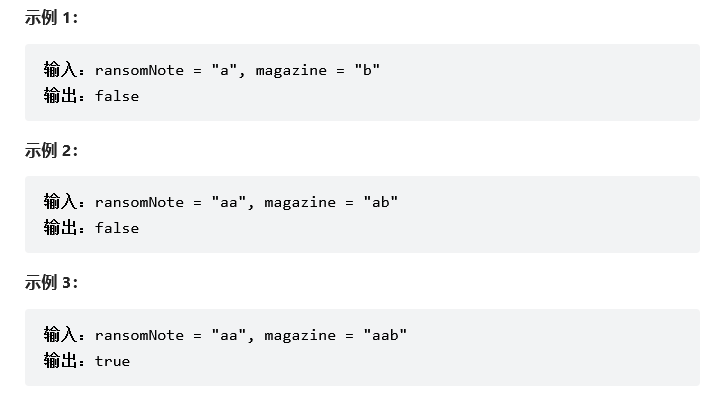 示例 1：
输入：ransomNote = "a", magazine = "b"
输出：false
示例 2：
输入：ransomNote = "aa", magazine = "ab"
输出：false
示例 3：
输入：ransomNote = "aa", magazine = "aab"
输出：true